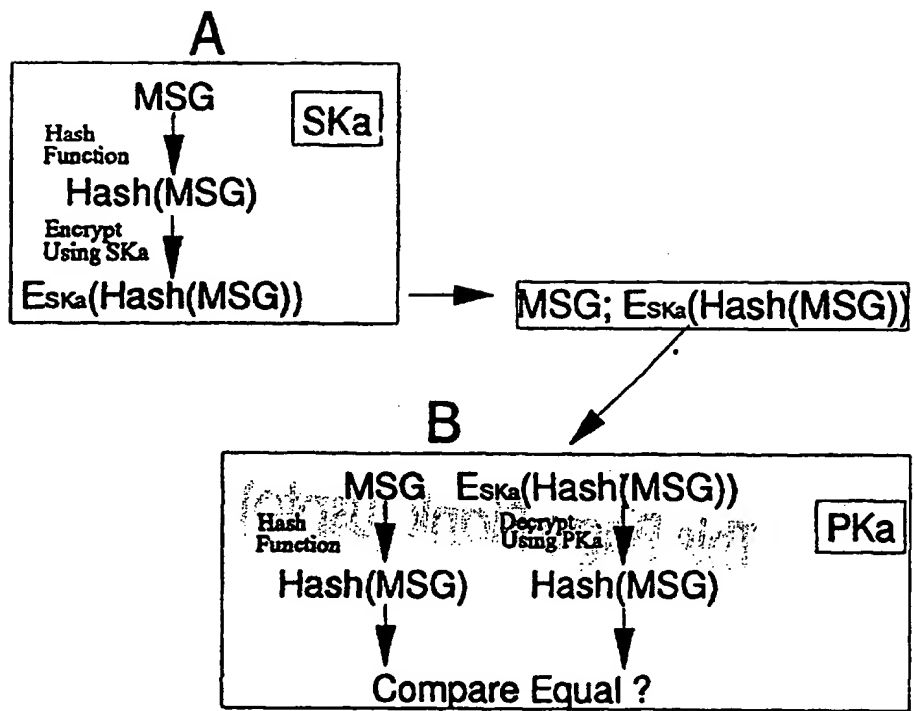 A
MSG
SKa
Hash
Function
Hash(MSG)
Encrypt
Using SKa
ESKa(Hash(MSG))
MSG; ESKa(Hash(MSG))
B
MSG ESKa(Hash(MSG))
PKa
Hash
Function
Decrypt
Using PKa
Hash(MSG) Hash(MSG)
Compare Equal ?